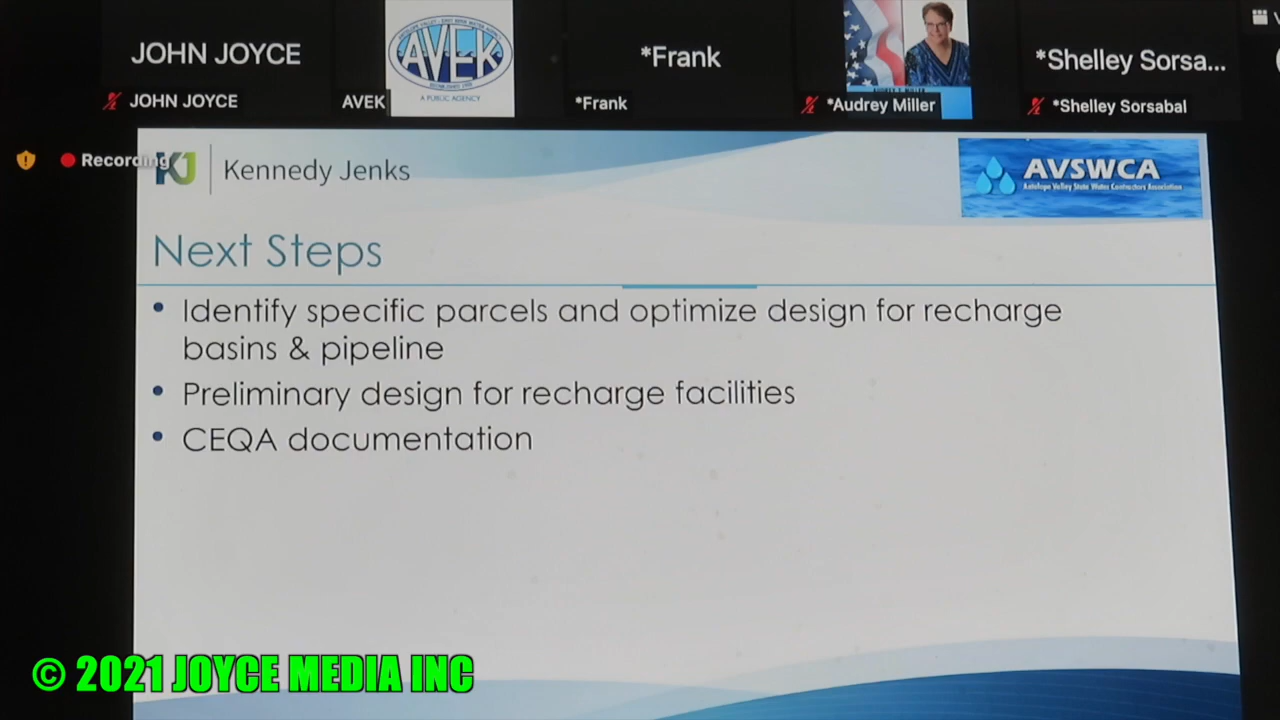 JOHN JOYCE
AVEK
A PUBLIC AGENCY
*Frank
*Shelley Sorsa...
JOHN JOYCE
AVEK
*Frank
*Audrey Miller
*Shelley Sorsabal
Recording
KJ Kennedy Jenks
AVSWCA
Antelope Valley State Water Contractors Association
Next Steps
• Identify specific parcels and optimize design for recharge
basins & pipeline
• Preliminary design for recharge facilities
• CEQA documentation
© 2021 JOYCE MEDIA INC